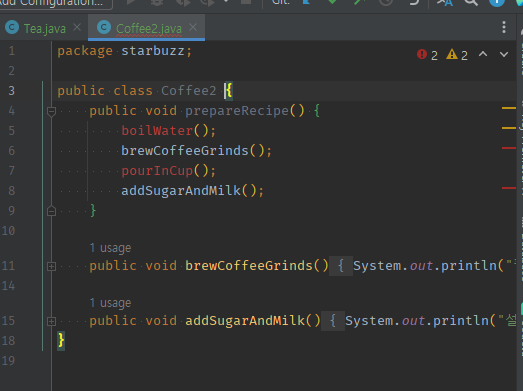 Add Configuration...
Git:
Tea.java × Coffee2.java ×
1 package starbuzz;
2 2
2
3 public class Coffee2 {
4 public void prepareRecipe() {
5 boilWater();
6 brewCoffeeGrinds();
7 pourInCup();
8 addSugarAndMilk();
9 }
10
1 usage
11 public void brewCoffeeGrinds() { System.out.println("
14
1 usage
15 public void addSugarAndMilk() { System.out.println("설
18 }
19